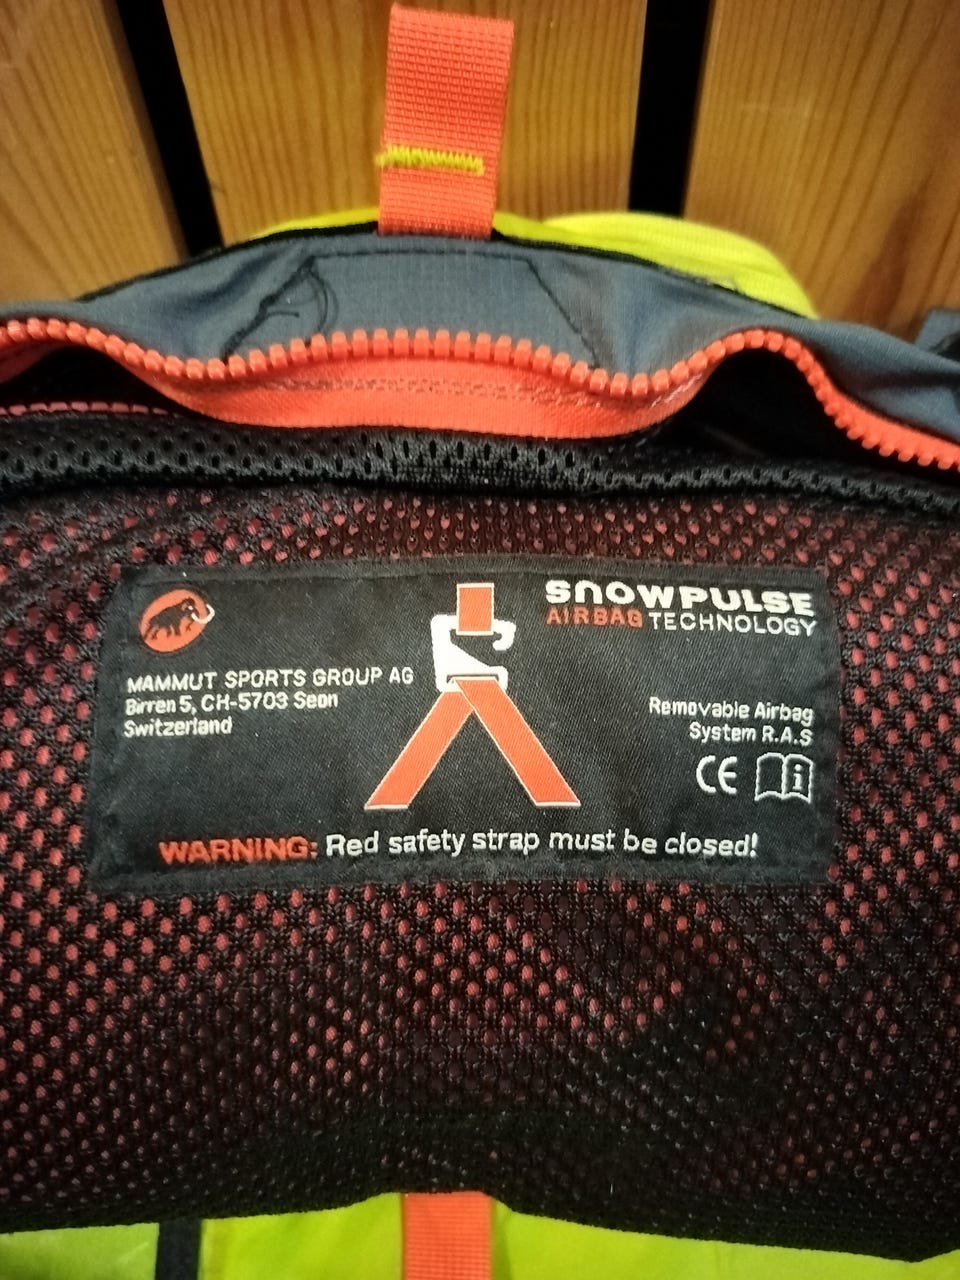 MAMMUT SPORTS GROUP AG
Birren 5, CH-5703 Seon
Switzerland
SNOWPULSE
AIRBAG TECHNOLOGY
Removable Airbag
System R.A.S
CE
i
WARNING: Red safety strap must be closed!